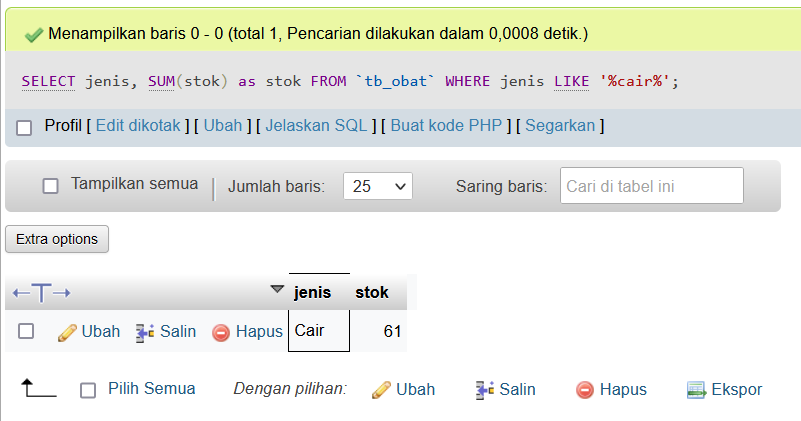 Menampilkan baris 0 - 0 (total 1, Pencarian dilakukan dalam 0,0008 detik.)
SELECT jenis, SUM(stok) as stok FROM `tb_obat` WHERE jenis LIKE '%cair%';
Profil [ Edit dikotak ] [ Ubah ] [ Jelaskan SQL ] [ Buat kode PHP ] [ Segarkan ]
Tampilkan semua | Jumlah baris: 25 Saring baris: Cari di tabel ini
Extra options
←T→ jenis stok
Ubah Salin Hapus Cair 61
Pilih Semua Dengan pilihan: Ubah Salin Hapus Ekspor